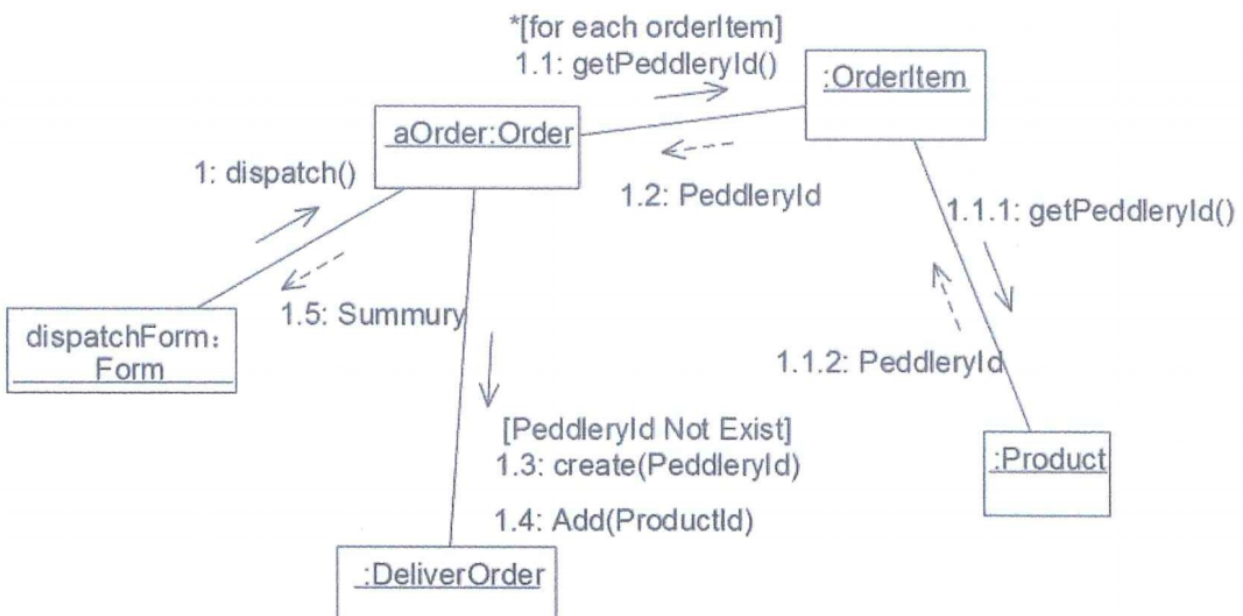 *[for each orderItem]
1.1: getPeddleryId()
:OrderItem
aOrder:Order
1: dispatch()
1.2: PeddleryId
1.1.1: getPeddleryId()
1.5: Summury
dispatchForm:
Form
1.1.2: PeddleryId
[PeddleryId Not Exist]
1.3: create(PeddleryId)
:Product
1.4: Add(ProductId)
:DeliverOrder